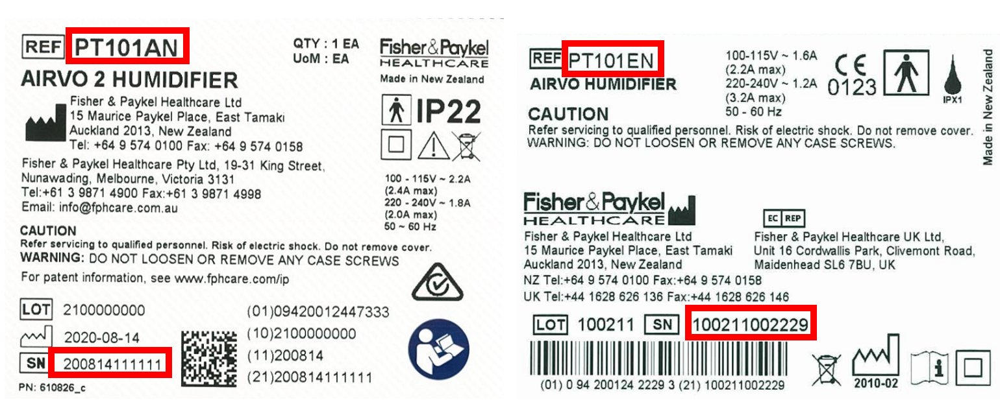 REF PT101AN
QTY : 1 EA
UoM : EA
Fisher&Paykel
HEALTHCARE
Made in New Zealand
AIRVO 2 HUMIDIFIER
Fisher & Paykel Healthcare Ltd
15 Maurice Paykel Place, East Tamaki
Auckland 2013, New Zealand
Tel: +64 9 574 0100 Fax: +64 9 574 0158
IP22
Fisher & Paykel Healthcare Pty Ltd, 19-31 King Street,
Nunawading, Melbourne, Victoria 3131
Tel:+61 3 9871 4900 Fax:+61 3 9871 4998
Email: info@fphcare.com.au
100 - 115V ~ 2.2A
(2.4A max)
220 - 240V ~ 1.8A
(2.0A max)
50 ~ 60 Hz
CAUTION
Refer servicing to qualified personnel. Risk of electric shock. Do not remove cover.
WARNING: DO NOT LOOSEN OR REMOVE ANY CASE SCREWS
For patent information, see www.fphcare.com/ip
LOT 2100000000
2020-08-14
SN 200814111111
(01)09420012447333
(10)2100000000
(11)200814
(21)200814111111
PN: 610826_c
REF PT101EN
AIRVO HUMIDIFIER
100-115V ~ 1.6A
(2.2A max)
220-240V ~ 1.2A
(3.2A max)
50 - 60 Hz
CE
0123
IPX1
Made in New Zealand
CAUTION
Refer servicing to qualified personnel. Risk of electric shock. Do not remove cover.
WARNING: DO NOT LOOSEN OR REMOVE ANY CASE SCREWS.
Fisher&Paykel
HEALTHCARE
Fisher & Paykel Healthcare Ltd
15 Maurice Paykel Place, East Tamaki
Auckland 2013, New Zealand
NZ Tel:+64 9 574 0100 Fax:+64 9 574 0158
UK Tel:+44 1628 626 136 Fax:+44 1628 626 146
EC REP
Fisher & Paykel Healthcare UK Ltd,
Unit 16 Cordwallis Park, Clivemont Road,
Maidenhead SL6 7BU, UK
LOT 100211 SN 100211002229
(01) 0 94 200124 2229 3 (21) 100211002229
2010-02
i